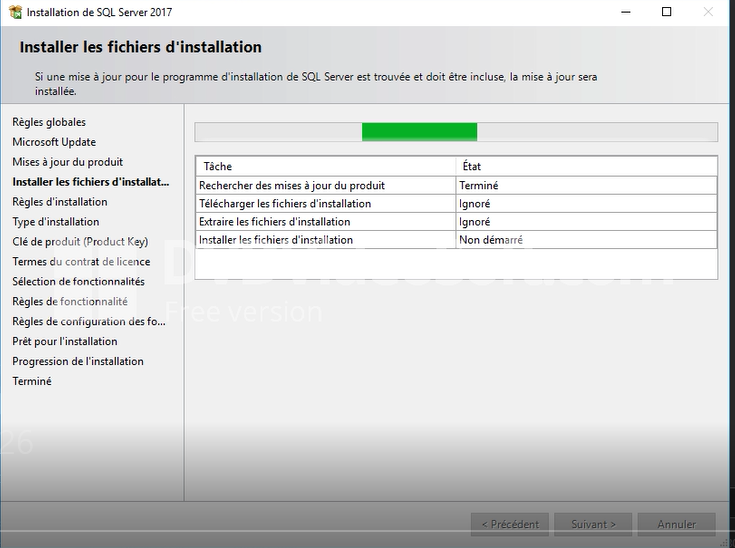 Installation de SQL Server 2017
Installer les fichiers d'installation
Si une mise à jour pour le programme d'installation de SQL Server est trouvée et doit être incluse, la mise à jour sera
installée.
Règles globales
Microsoft Update
Mises à jour du produit
Installer les fichiers d'installat...
Règles d'installation
Type d'installation
Clé de produit (Product Key)
Termes du contrat de licence
Sélection de fonctionnalités
Règles de fonctionnalité
Règles de configuration des fo...
Prêt pour l'installation
Progression de l'installation
Terminé
Tâche État
Rechercher des mises à jour du produit Terminé
Télécharger les fichiers d'installation Ignoré
Extraire les fichiers d'installation Ignoré
Installer les fichiers d'installation Non démarré
DVDVideoSoft.com
Free version
26
< Précédent Suivant > Annuler